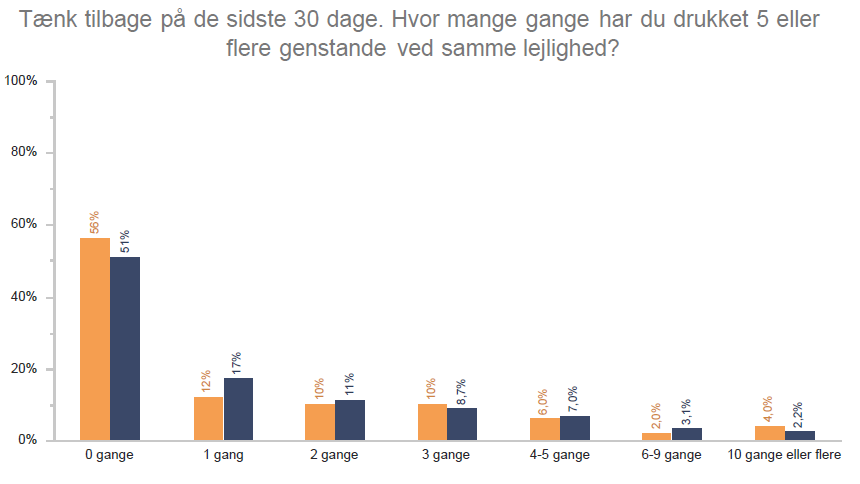 Tænk tilbage på de sidste 30 dage. Hvor mange gange har du drukket 5 eller
flere genstande ved samme lejlighed?
100%
80%
60%
40%
20%
0%
56%
51%
12%
17%
10%
11%
10%
8,7%
6,0%
7,0%
2,0%
3,1%
4,0%
2,2%
0 gange
1 gang
2 gange
3 gange
4-5 gange
6-9 gange
10 gange eller flere